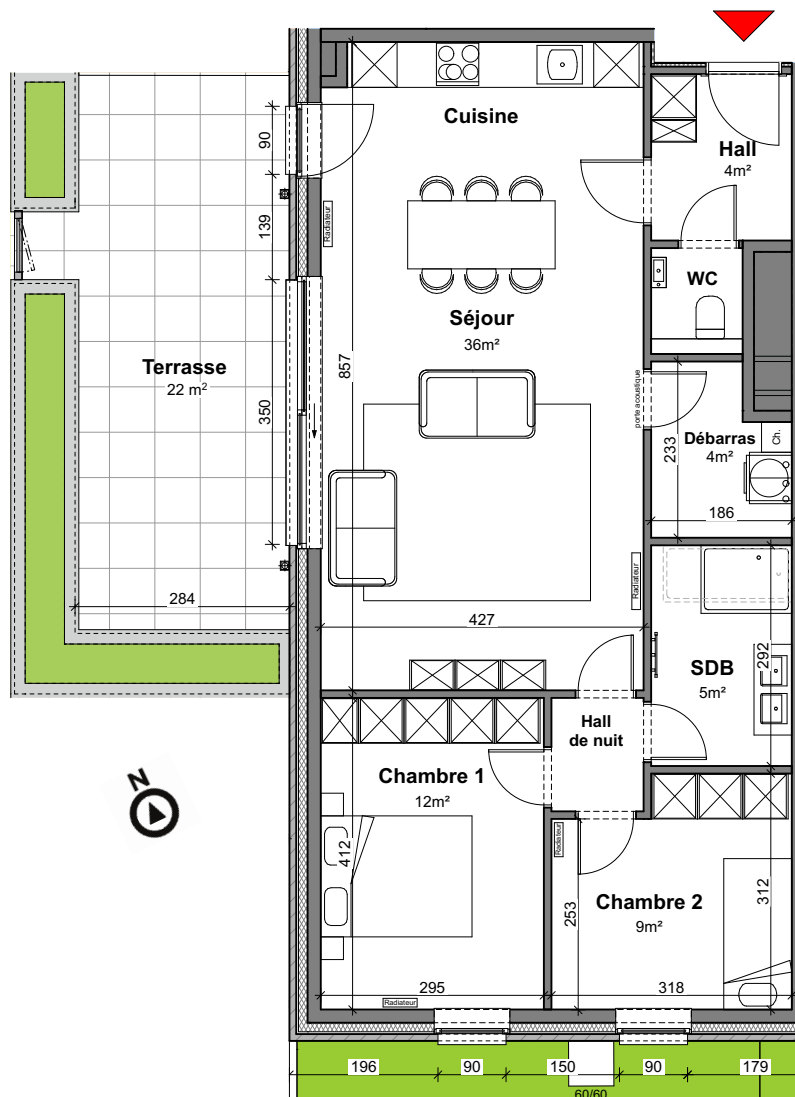 Cuisine
Hall
4m²
90
Radiateur
139
WC
Séjour
36m²
Terrasse
22 m²
857
350
porte acoustique
Débarras
4m²
Ch.
233
186
284
Radiateur
427
SDB
5m²
292
Hall
de nuit
N
Chambre 1
12m²
412
Radiateur
Chambre 2
9m²
312
253
295
318
Radiateur
196
90
150
90
179
60/60